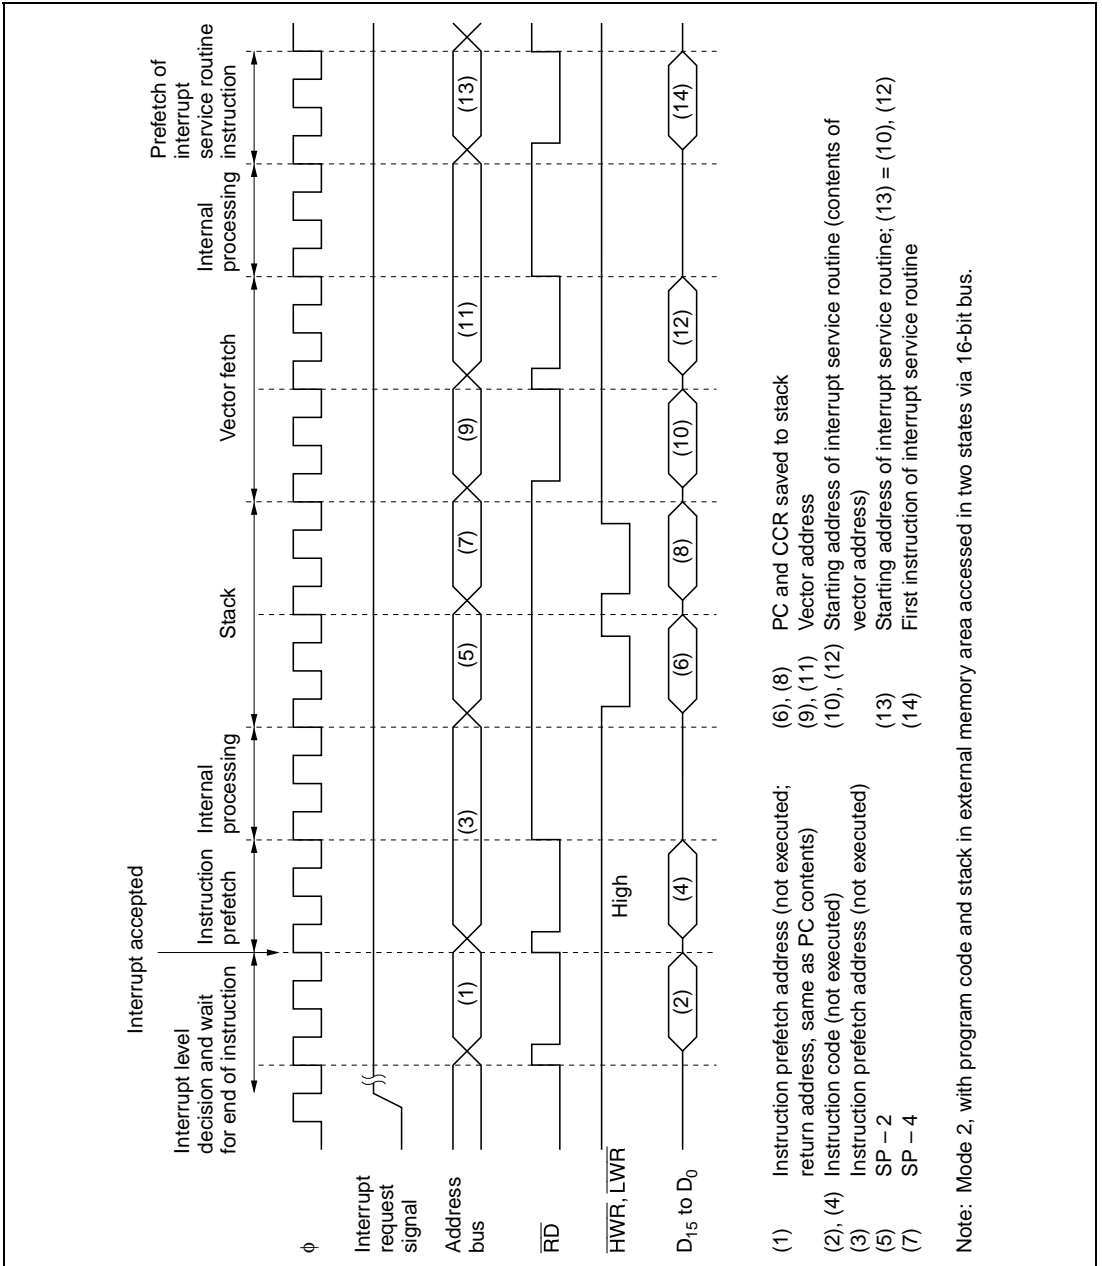 Interrupt accepted
Interrupt level
decision and wait
for end of instruction
Instruction
prefetch
Internal
processing
Stack
Vector fetch
Internal
processing
Prefetch of
interrupt
service routine
instruction
φ
Interrupt
request
signal
Address
bus
(1)
(3)
(5)
(7)
(9)
(11)
(13)
RD
HWR, LWR
High
D15 to D0
(2)
(4)
(6)
(8)
(10)
(12)
(14)
(1) Instruction prefetch address (not executed;
return address, same as PC contents)
(2), (4) Instruction code (not executed)
(3) Instruction prefetch address (not executed)
(5) SP – 2
(7) SP – 4
(6), (8) PC and CCR saved to stack
(9), (11) Vector address
(10), (12) Starting address of interrupt service routine (contents of
vector address)
(13) Starting address of interrupt service routine; (13) = (10), (12)
(14) First instruction of interrupt service routine
Note: Mode 2, with program code and stack in external memory area accessed in two states via 16-bit bus.